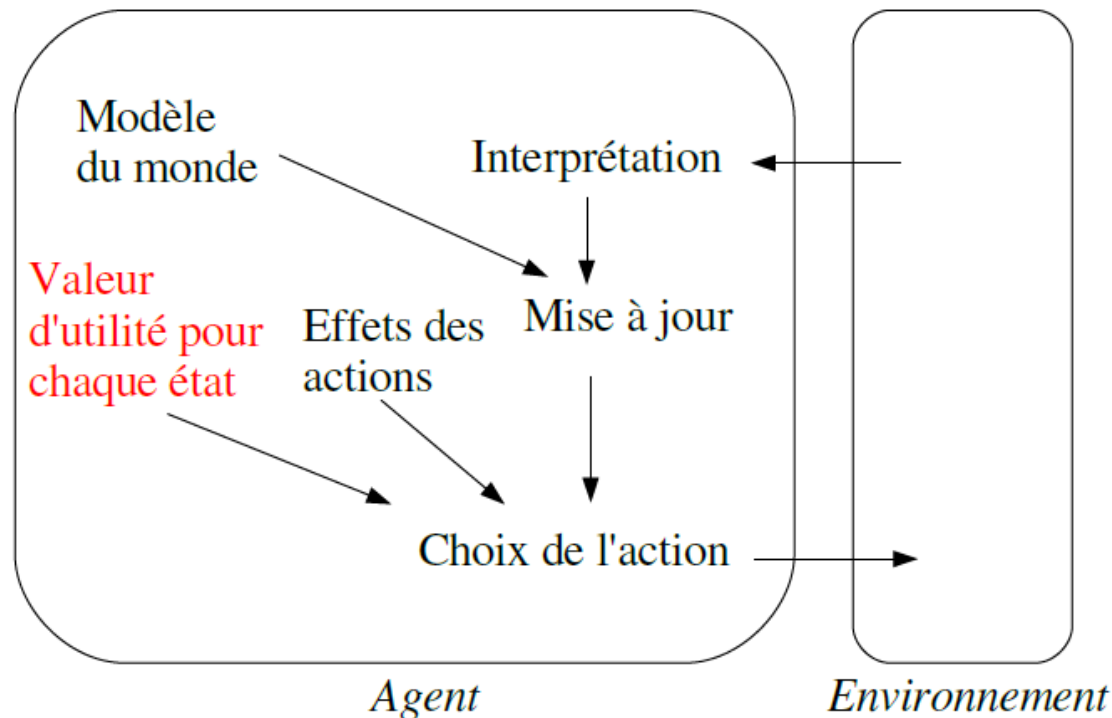 Modèle
du monde
Interprétation
Valeur
d'utilité pour
chaque état
Effets des
actions
Mise à jour
Choix de l'action
Agent
Environnement